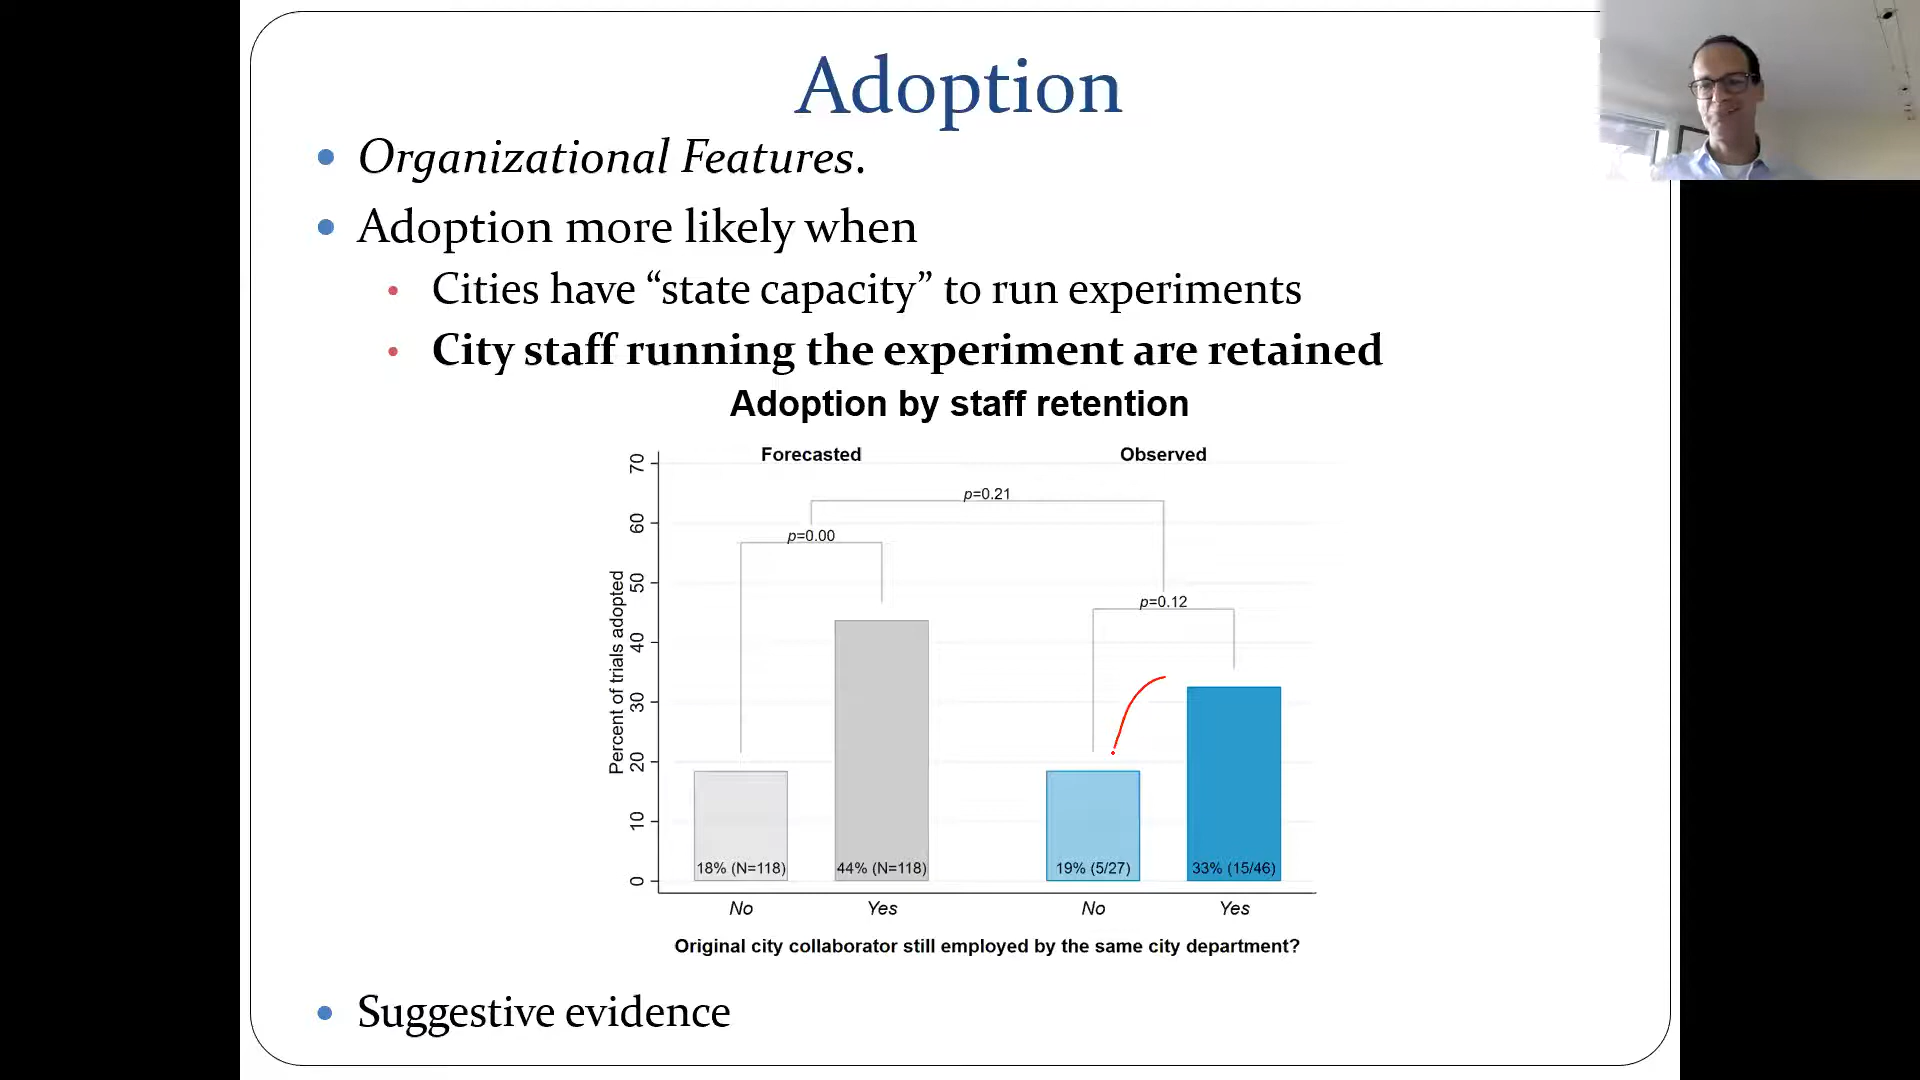 Adoption
Organizational Features.
Adoption more likely when
Cities have “state capacity” to run experiments
City staff running the experiment are retained
Adoption by staff retention
Forecasted Observed
70
60
50
40
30
20
10
0
Percent of trials adopted
p=0.21
p=0.00
p=0.12
18% (N=118) 44% (N=118) 19% (5/27) 33% (15/46)
No Yes No Yes
Original city collaborator still employed by the same city department?
Suggestive evidence